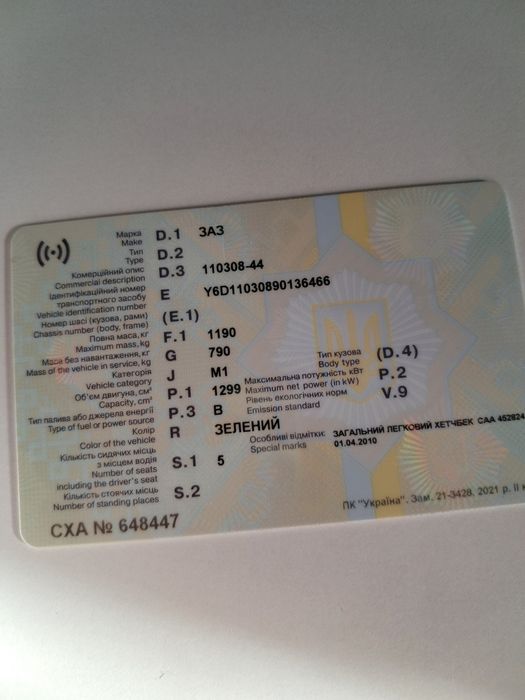 Марка
Make
D.1 ЗАЗ
Тип
Type
D.2
Комерційний опис
Commercial description
D.3 110308-44
Ідентифікаційний номер
транспортного засобу
Vehicle identification number
E Y6D11030890136466
Номер шасі (кузова, рами)
Chassis number (body, frame)
(E.1)
Повна маса, кг
Maximum mass, kg
F.1 1190
Маса без навантаження, кг
Mass of the vehicle in service, kg
G 790
Категорія
Vehicle category
J M1
Об'єм двигуна, см³
Capacity, cm³
P.1 1299
Тип палива або джерела енергії
Type of fuel or power source
P.3 B
Колір
Color of the vehicle
R ЗЕЛЕНИЙ
Кількість сидячих місць
з місцем водія
Number of seats
including the driver's seat
S.1 5
Кількість стоячих місць
Number of standing places
S.2
Тип кузова
Body type
(D.4)
Максимальна потужність кВт
Maximum net power (in kW)
P.2
Рівень екологічних норм
Emission standard
V.9
Особливі відмітки:
Special marks
ЗАГАЛЬНИЙ ЛЕГКОВИЙ ХЕТЧБЕК САА 452824
01.04.2010
СХА № 648447
ПК "Україна". Зам. 21-3428. 2021 р. ІІ к